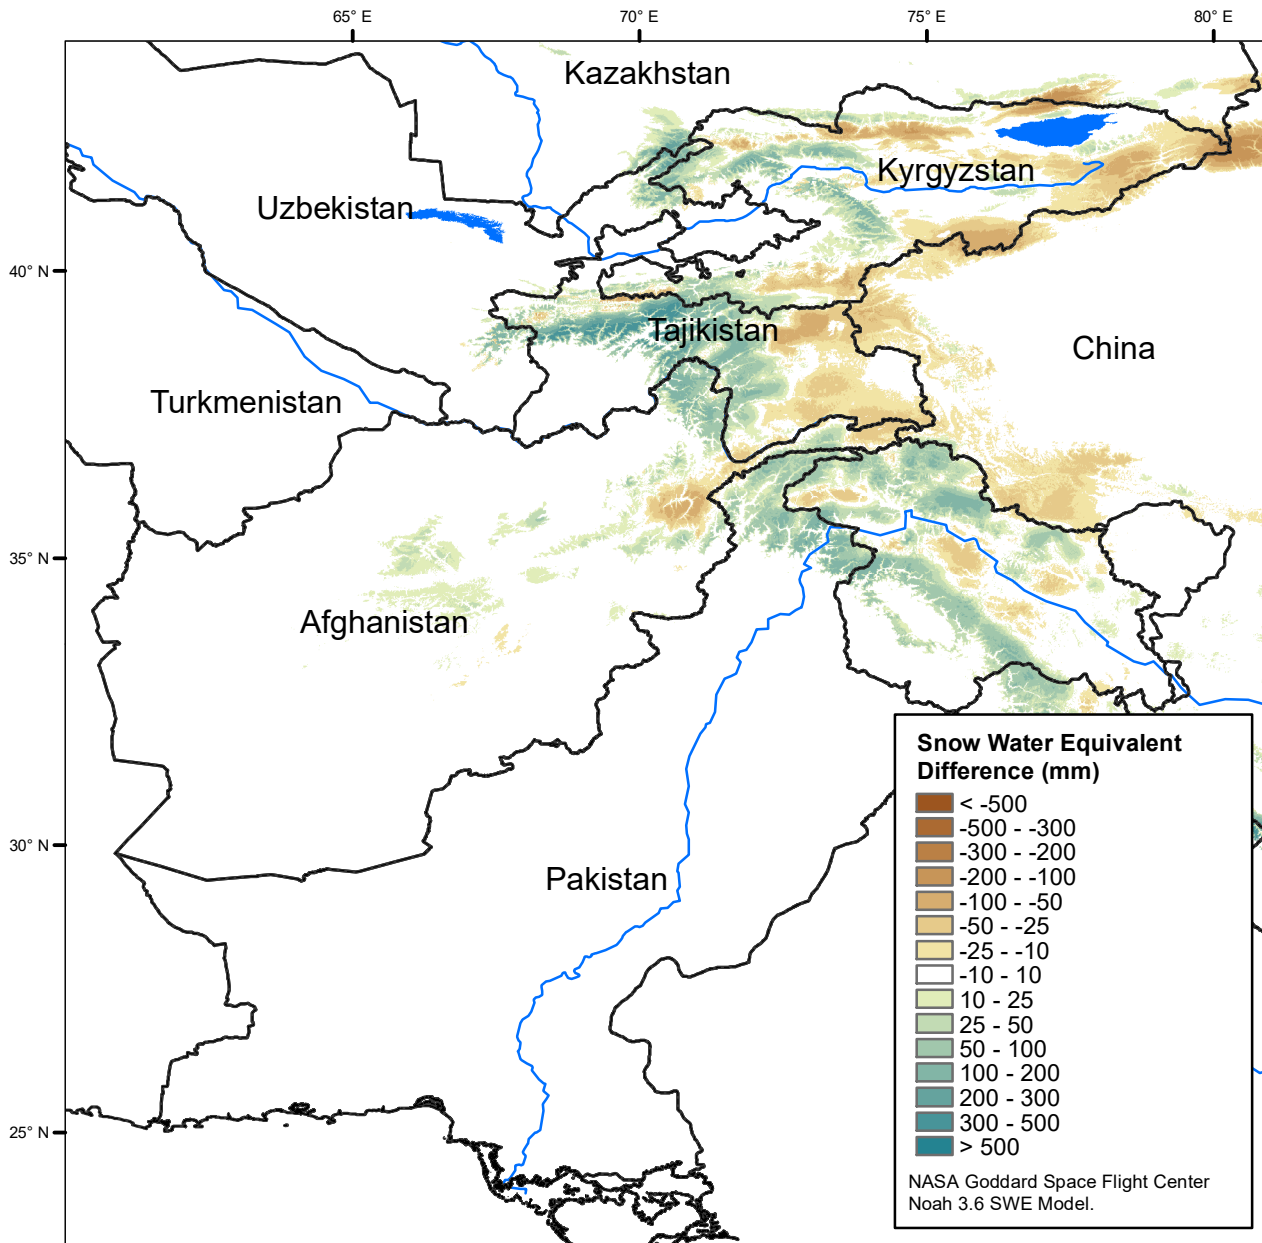 65° E
70° E
75° E
80° E
Kazakhstan
Kyrgyzstan
Uzbekistan
40° N
Tajikistan
China
Turkmenistan
35° N
Afghanistan
30° N
Pakistan
25° N
Snow Water Equivalent
Difference (mm)
< -500
-500 - -300
-300 - -200
-200 - -100
-100 - -50
-50 - -25
-25 - -10
-10 - 10
10 - 25
25 - 50
50 - 100
100 - 200
200 - 300
300 - 500
> 500
NASA Goddard Space Flight Center
Noah 3.6 SWE Model.